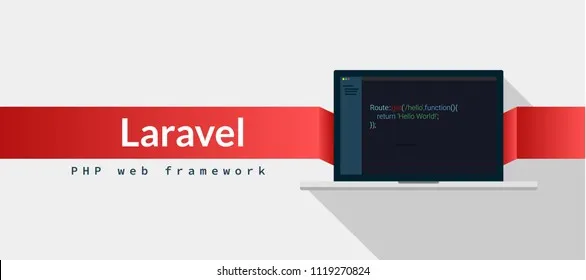 Laravel
PHP web framework
Route::get('/hello,function(){
return 'Hello World!';
});
shutterstock.com · 1119270824